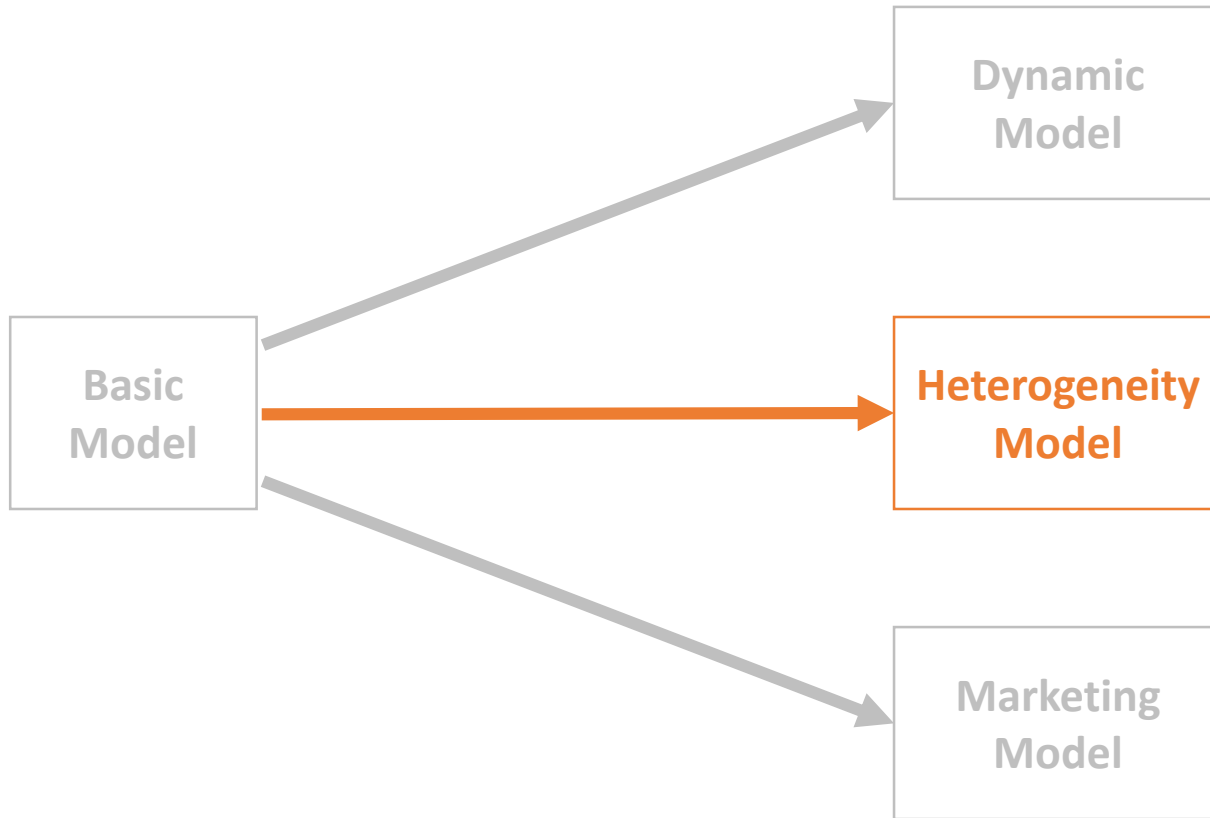 Dynamic
Model
Basic
Model
Heterogeneity
Model
Marketing
Model